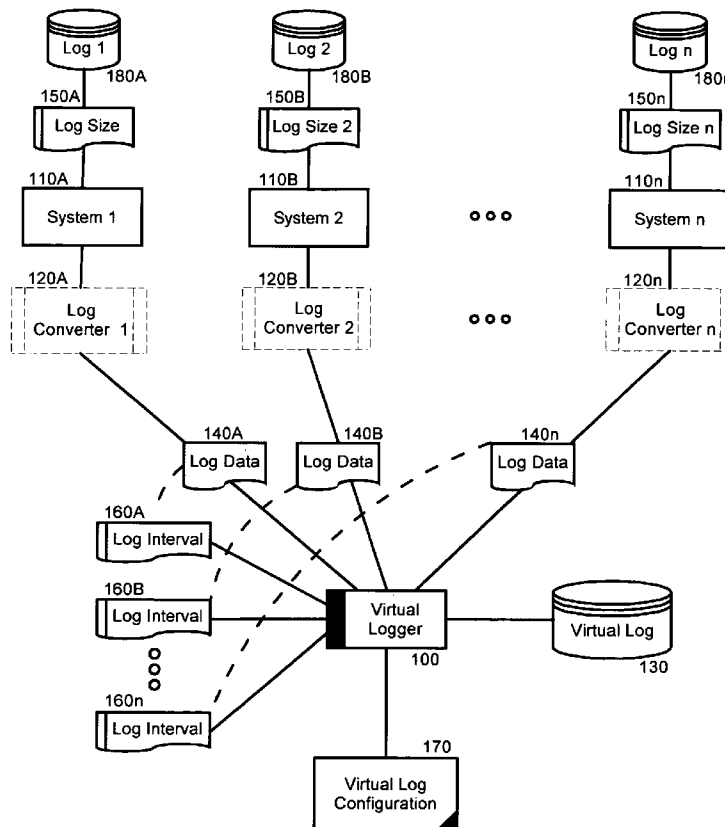 Log 1
Log 2
Log n
180A
180B
180n
150A
150B
150n
Log Size
Log Size 2
Log Size n
110A
110B
110n
System 1
System 2
System n
120A
120B
120n
Log
Converter 1
Log
Converter 2
Log
Converter n
140A
140B
140n
Log Data
Log Data
Log Data
160A
Log Interval
160B
Log Interval
160n
Log Interval
Virtual
Logger
100
Virtual Log
130
170
Virtual Log
Configuration